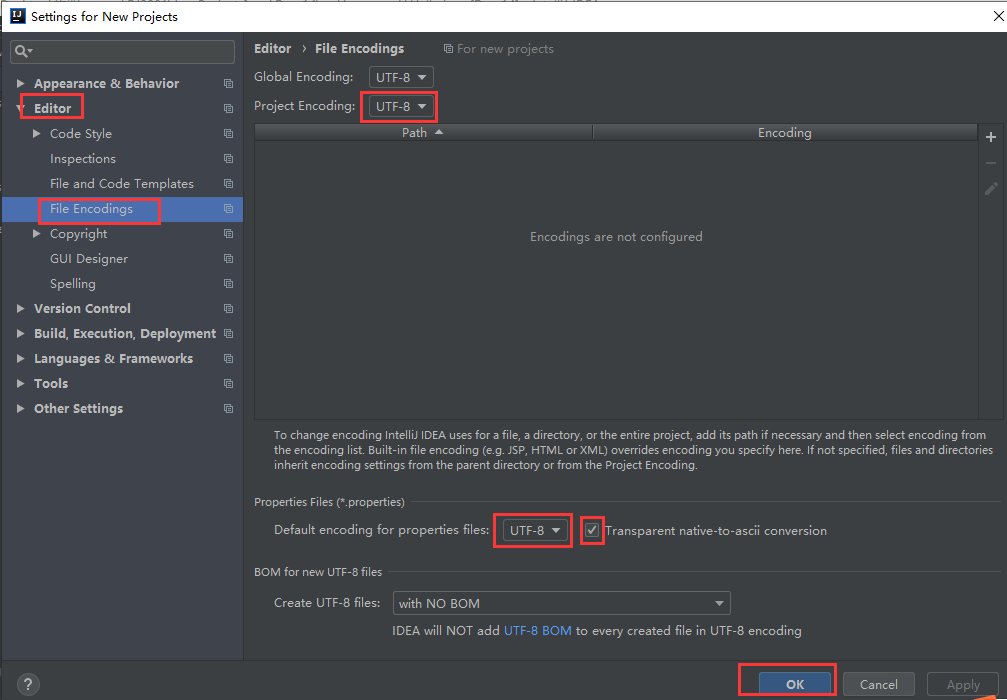 Settings for New Projects
Appearance & Behavior
Editor
Code Style
Inspections
File and Code Templates
File Encodings
Copyright
GUI Designer
Spelling
Version Control
Build, Execution, Deployment
Languages & Frameworks
Tools
Other Settings
?
Editor › File Encodings For new projects
Global Encoding: UTF-8
Project Encoding: UTF-8
Path Encoding
Encodings are not configured
To change encoding IntelliJ IDEA uses for a file, a directory, or the entire project, add its path if necessary and then select encoding from
the encoding list. Built-in file encoding (e.g. JSP, HTML or XML) overrides encoding you specify here. If not specified, files and directories
inherit encoding settings from the parent directory or from the Project Encoding.
Properties Files (*.properties)
Default encoding for properties files: UTF-8 Transparent native-to-ascii conversion
BOM for new UTF-8 files
Create UTF-8 files: with NO BOM
IDEA will NOT add UTF-8 BOM to every created file in UTF-8 encoding
OK Cancel Apply